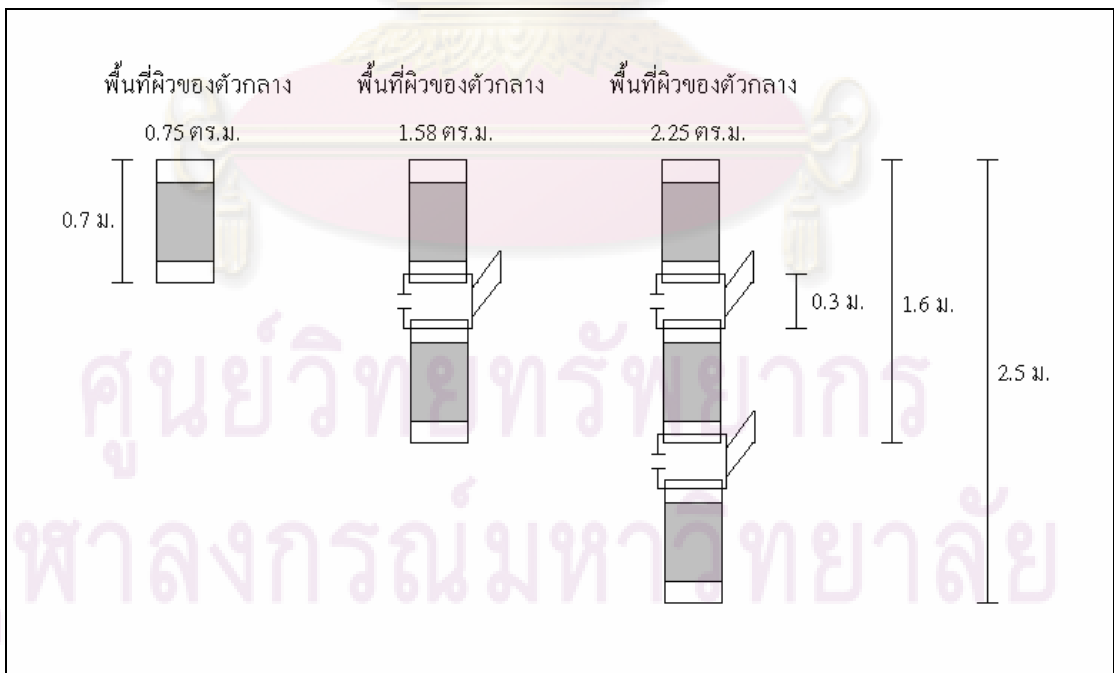 พื้นที่ผิวของตัวกลาง
0.75 ตร.ม.
พื้นที่ผิวของตัวกลาง
1.58 ตร.ม.
พื้นที่ผิวของตัวกลาง
2.25 ตร.ม.
0.7 ม.
0.3 ม.
1.6 ม.
2.5 ม.
ศูนย์วิทยทรัพยากร
จุฬาลงกรณ์มหาวิทยาลัย